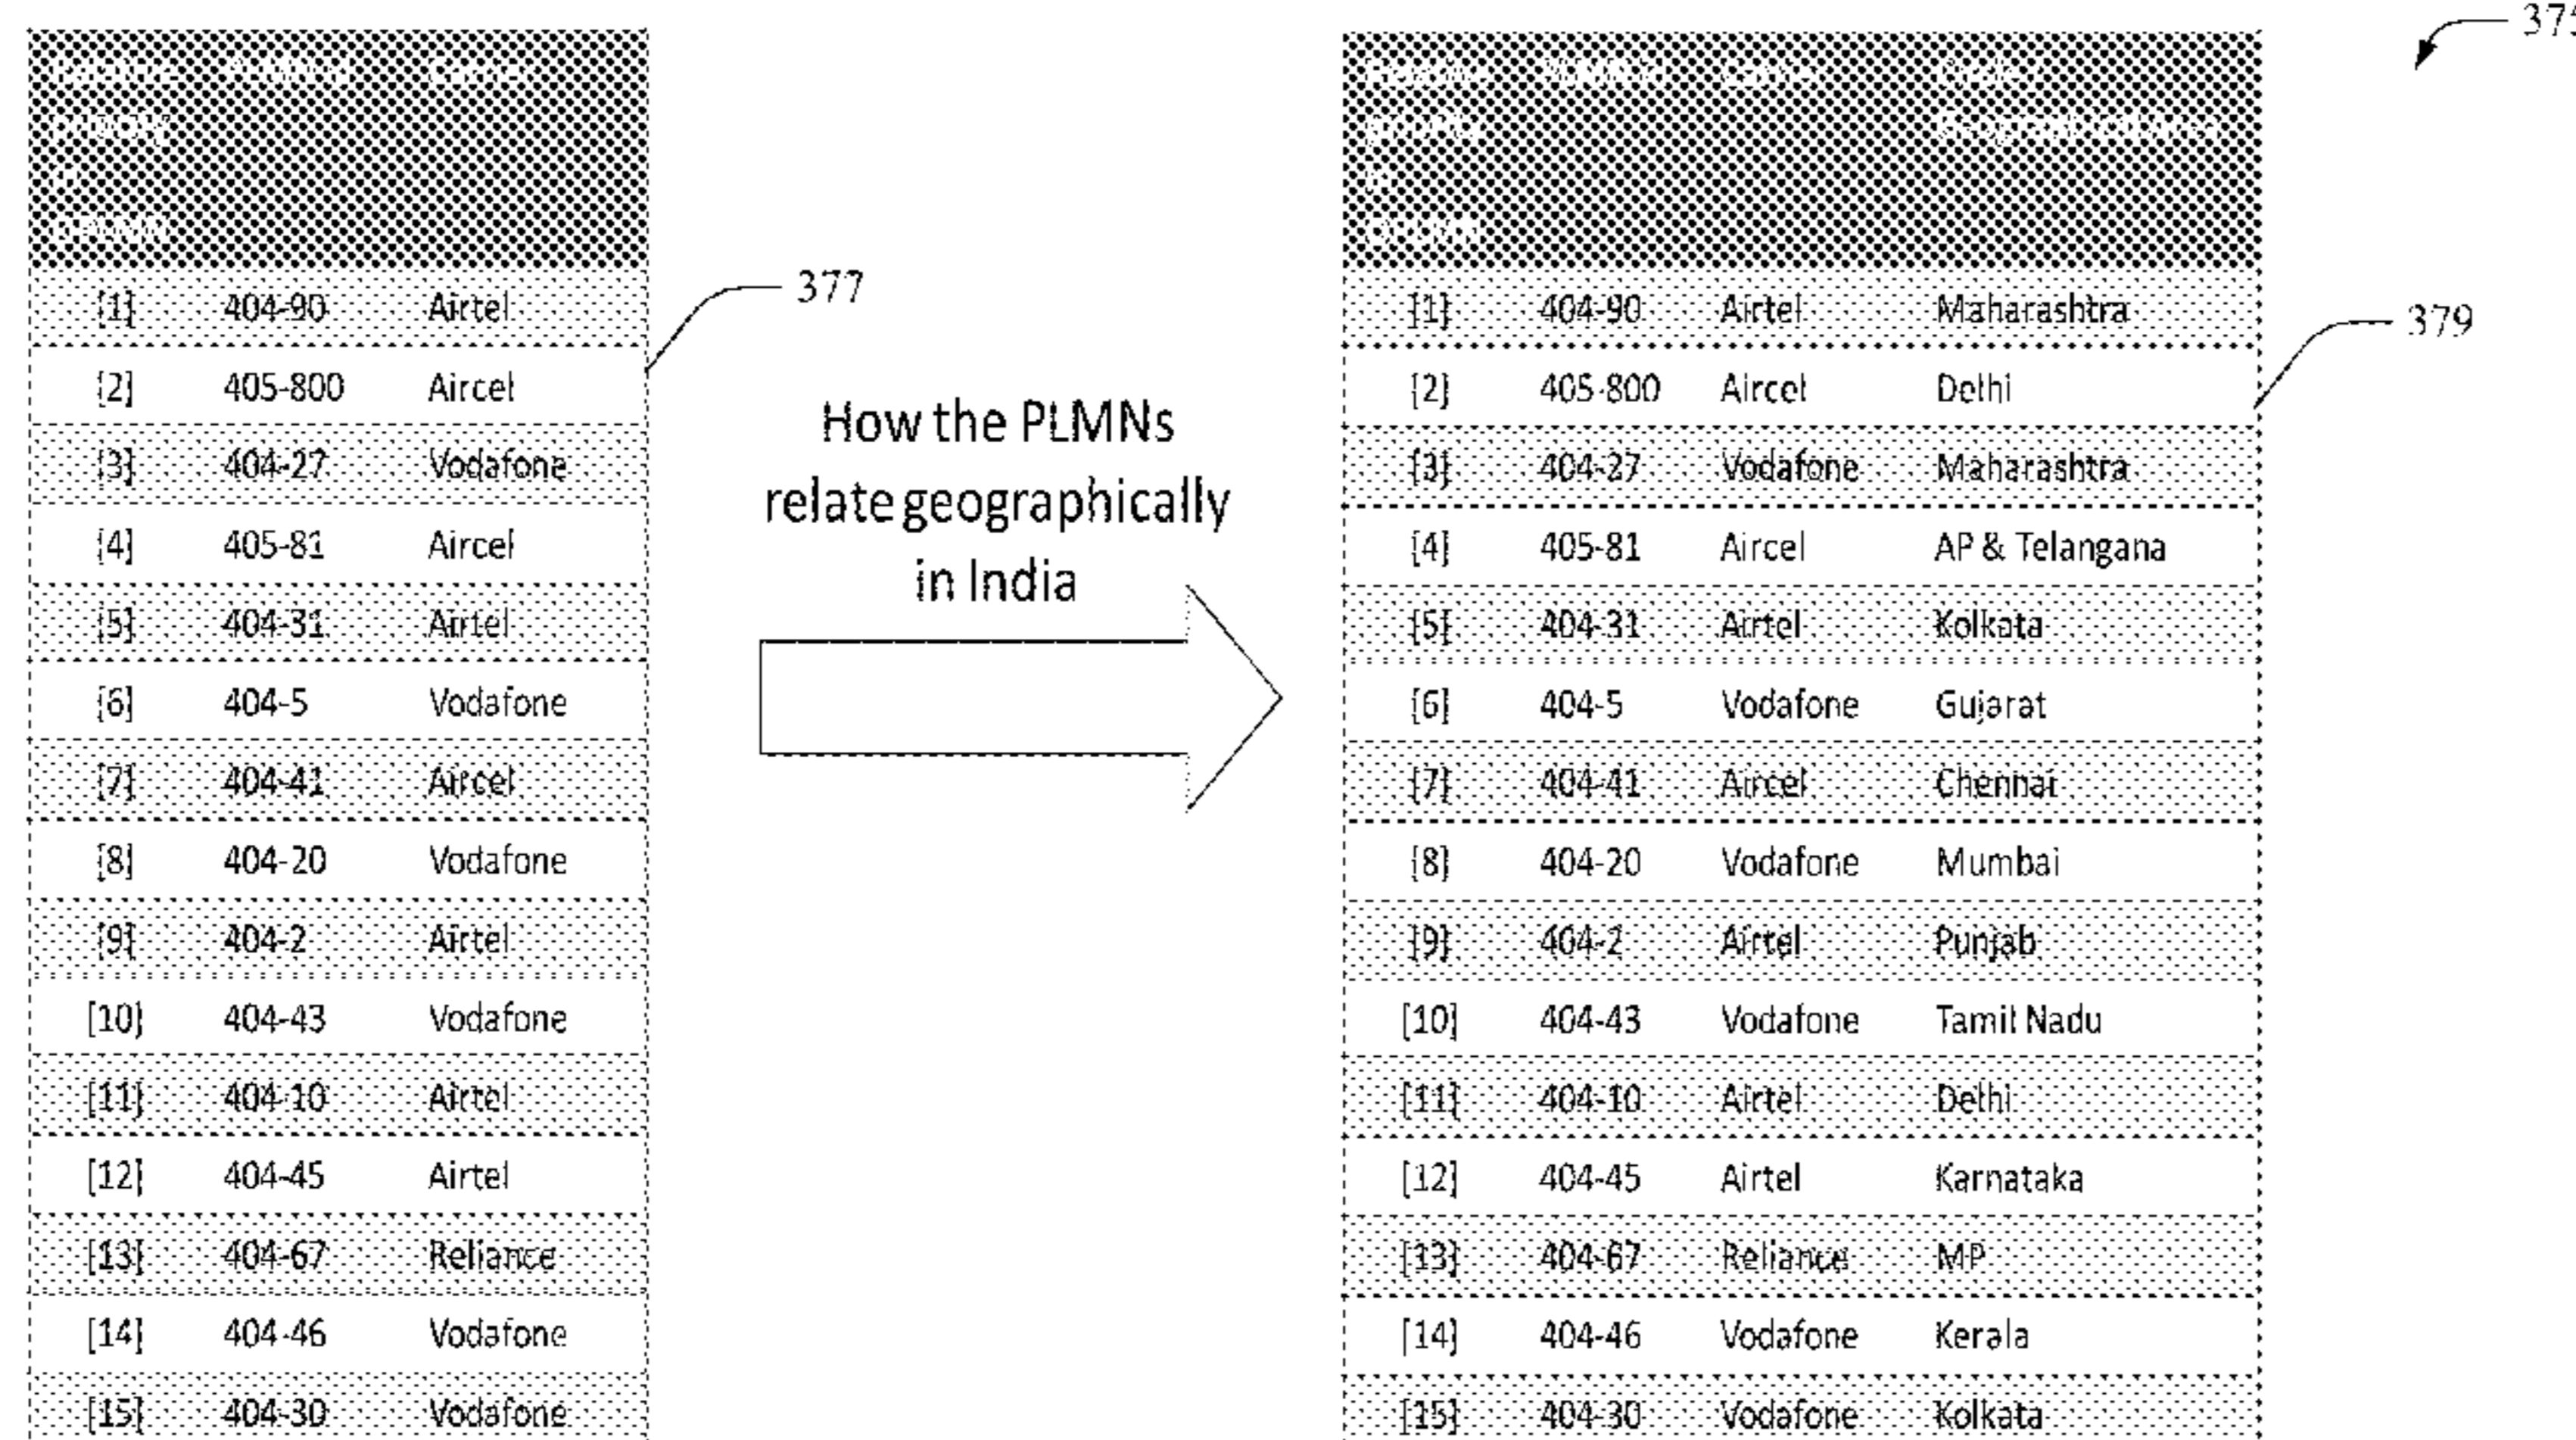 375
[1] 404-90 Airtel
[2] 405-800 Aircel
[3] 404-27 Vodafone
[4] 405-81 Aircel
[5] 404-31 Airtel
[6] 404-5 Vodafone
[7] 404-41 Aircel
[8] 404-20 Vodafone
[9] 404-2 Airtel
[10] 404-43 Vodafone
[11] 404-10 Airtel
[12] 404-45 Airtel
[13] 404-67 Reliance
[14] 404-46 Vodafone
[15] 404-30 Vodafone
377
How the PLMNs
relate geographically
in India
[1] 404-90 Airtel Maharashtra
[2] 405-800 Aircel Delhi
[3] 404-27 Vodafone Maharashtra
[4] 405-81 Aircel AP & Telangana
[5] 404-31 Airtel Kolkata
[6] 404-5 Vodafone Gujarat
[7] 404-41 Aircel Chennai
[8] 404-20 Vodafone Mumbai
[9] 404-2 Airtel Punjab
[10] 404-43 Vodafone Tamil Nadu
[11] 404-10 Airtel Delhi
[12] 404-45 Airtel Karnataka
[13] 404-67 Reliance MP
[14] 404-46 Vodafone Kerala
[15] 404-30 Vodafone Kolkata
379